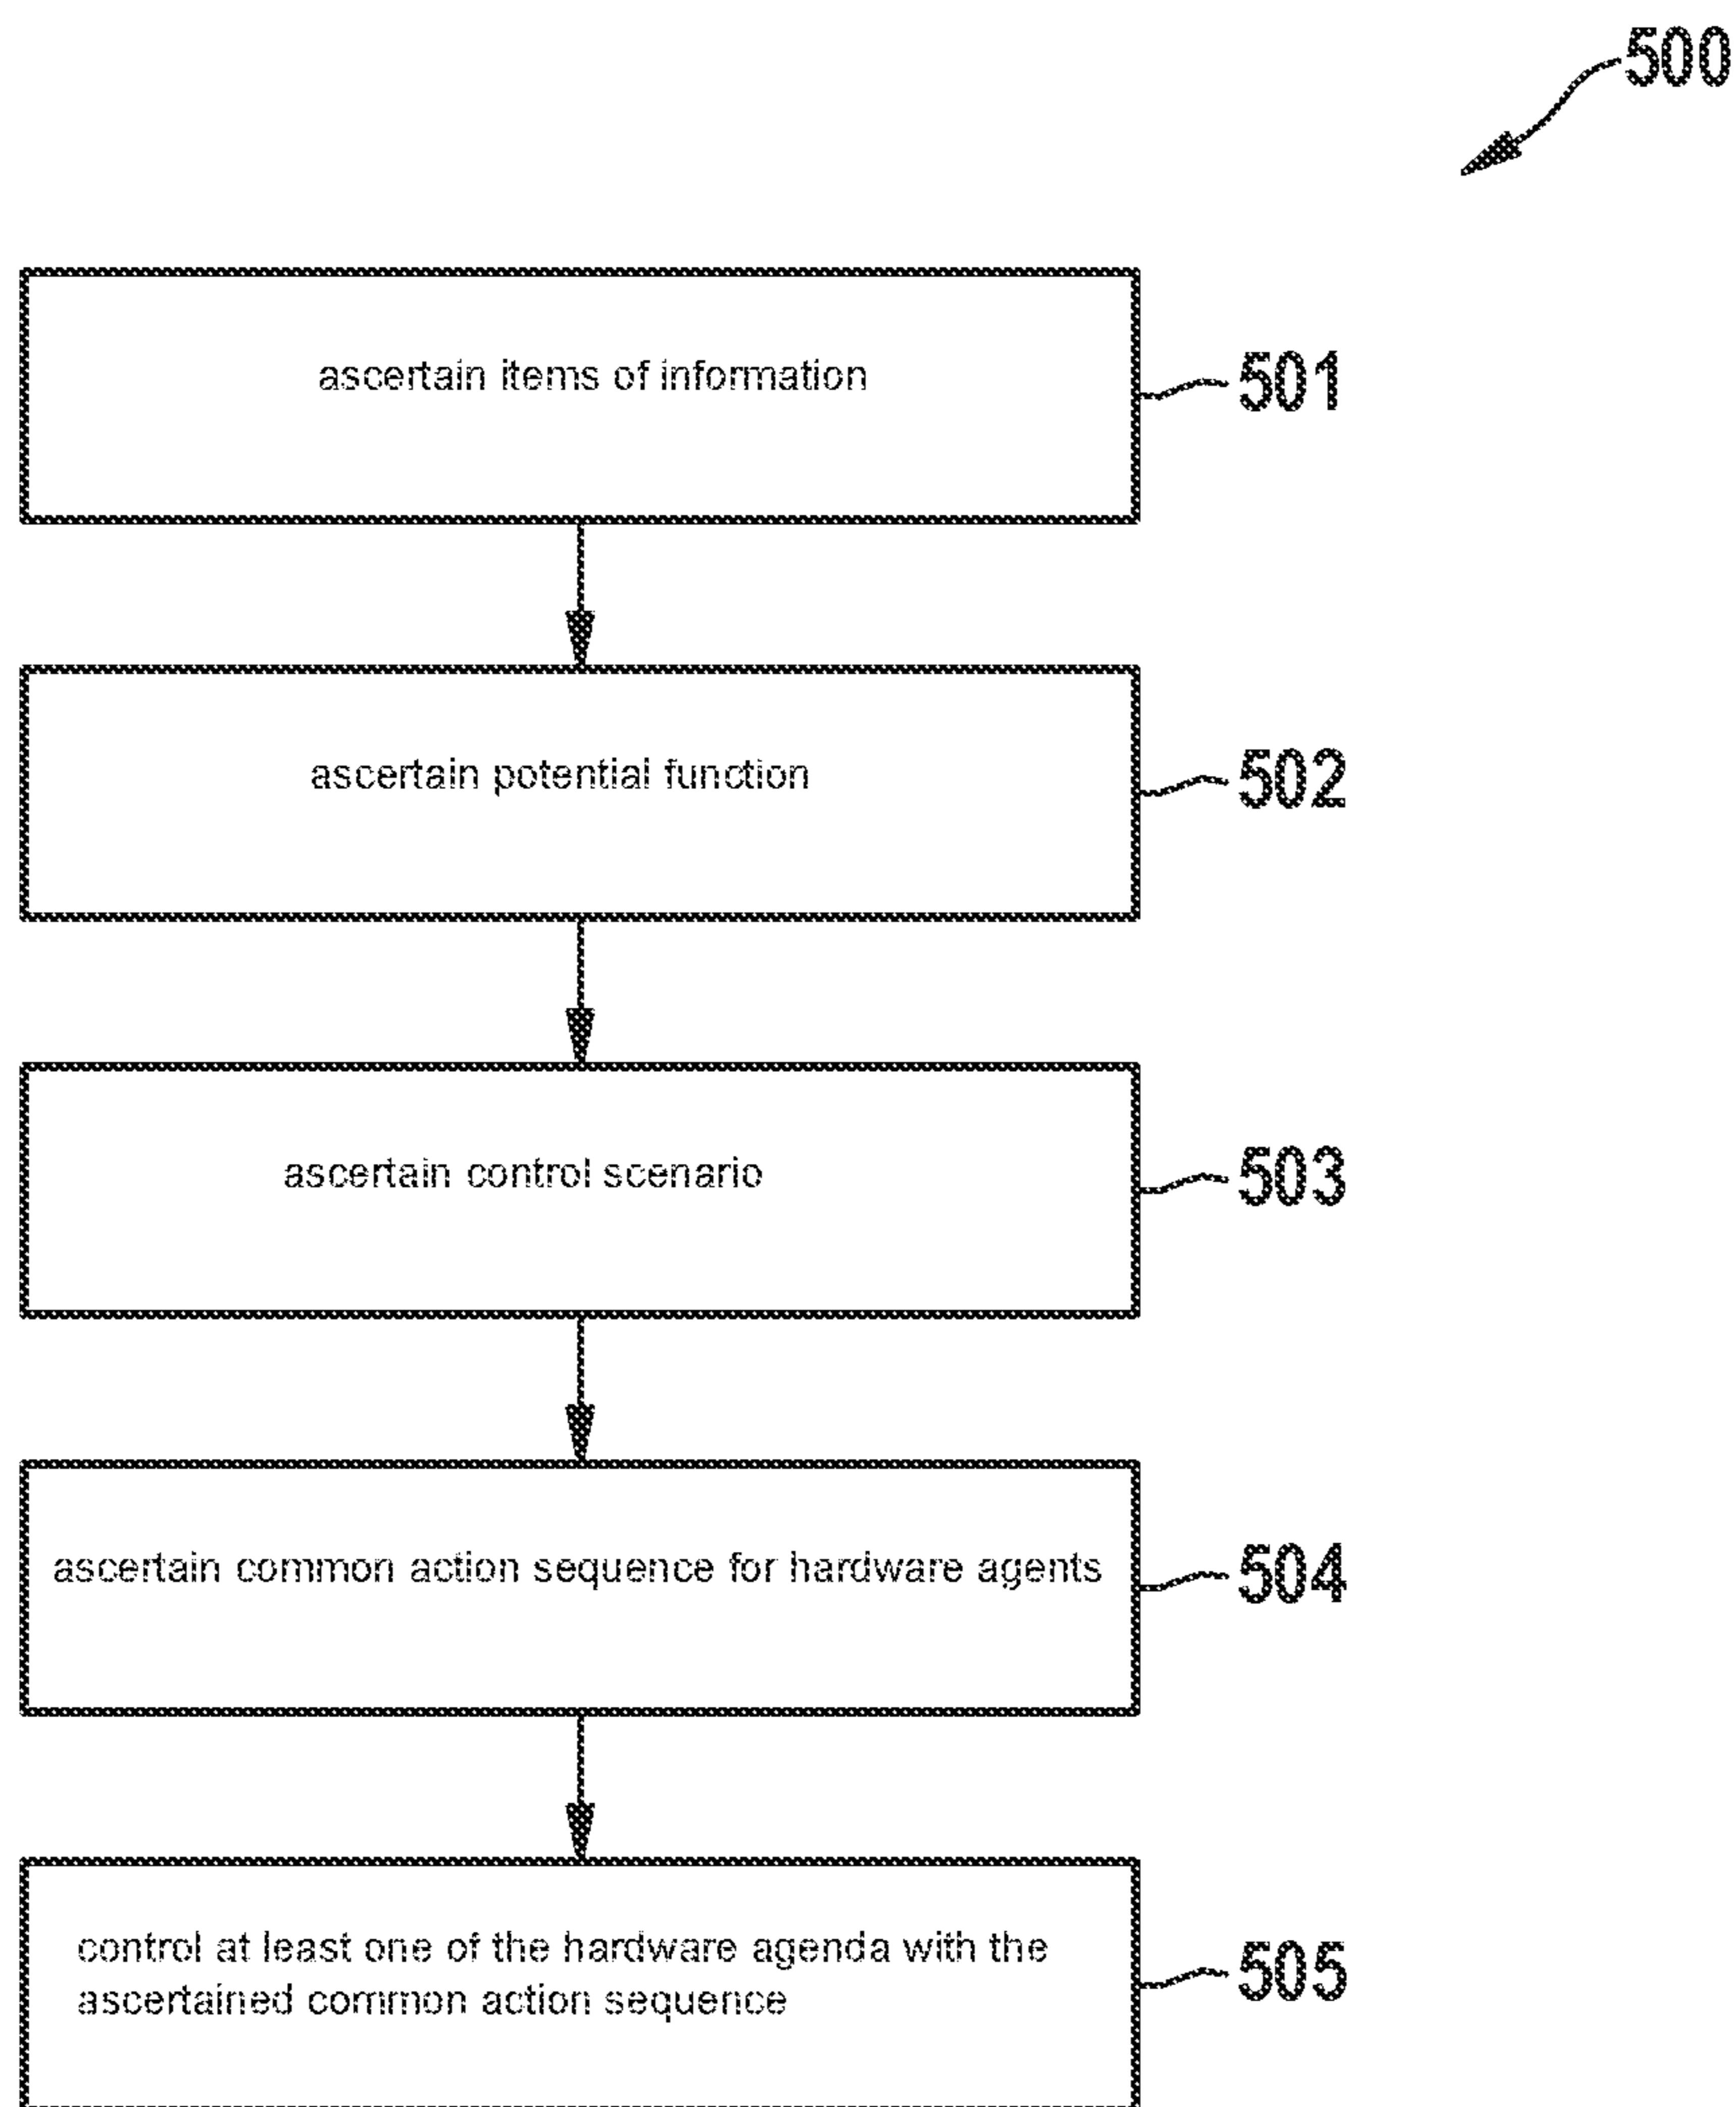 500
ascertain items of information
501
ascertain potential function
502
ascertain control scenario
503
ascertain common action sequence for hardware agents
504
control at least one of the hardware agenda with the
ascertained common action sequence
505